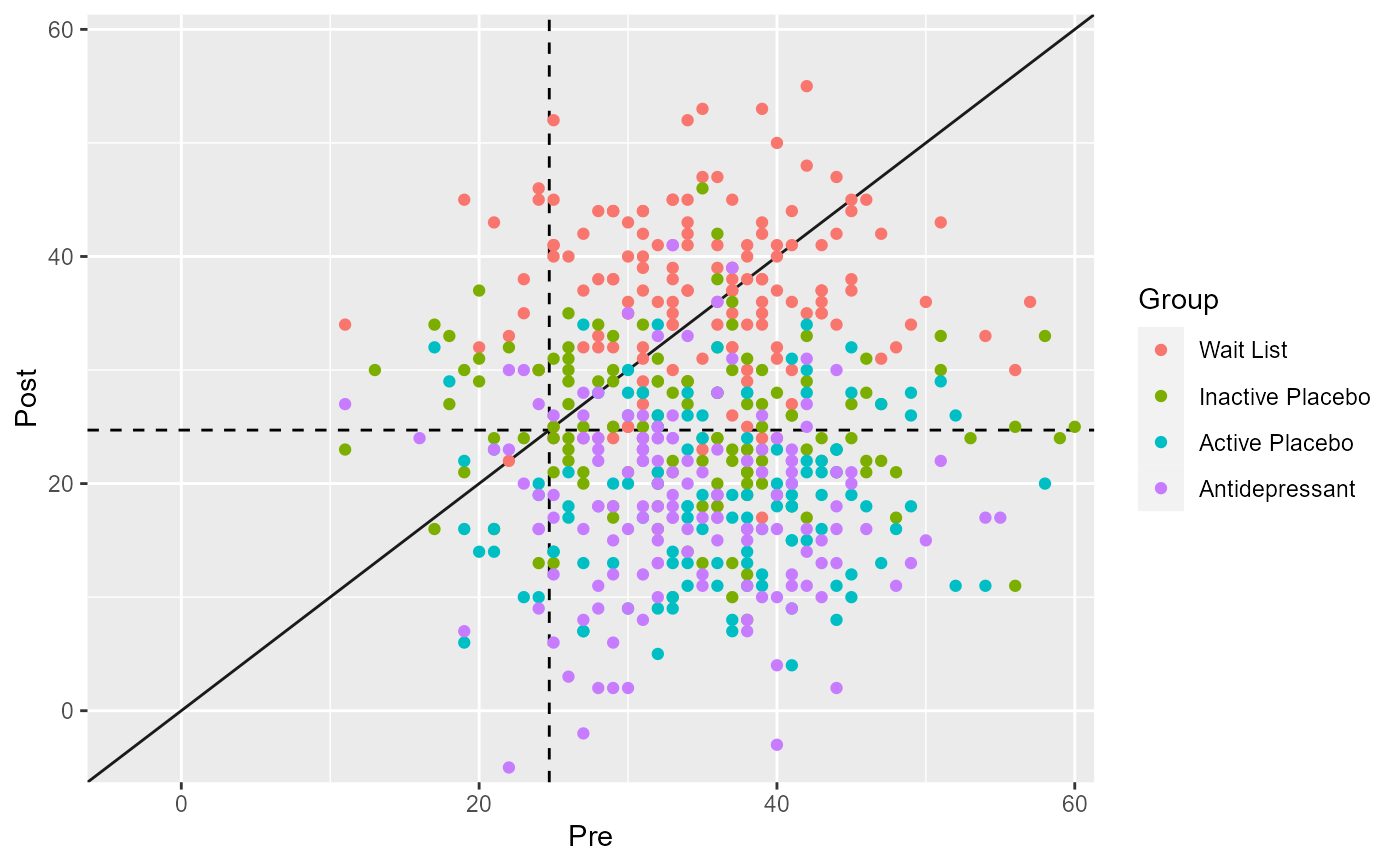 60
40
20
0
Post
0
20
40
60
Pre
Group
Wait List
Inactive Placebo
Active Placebo
Antidepressant